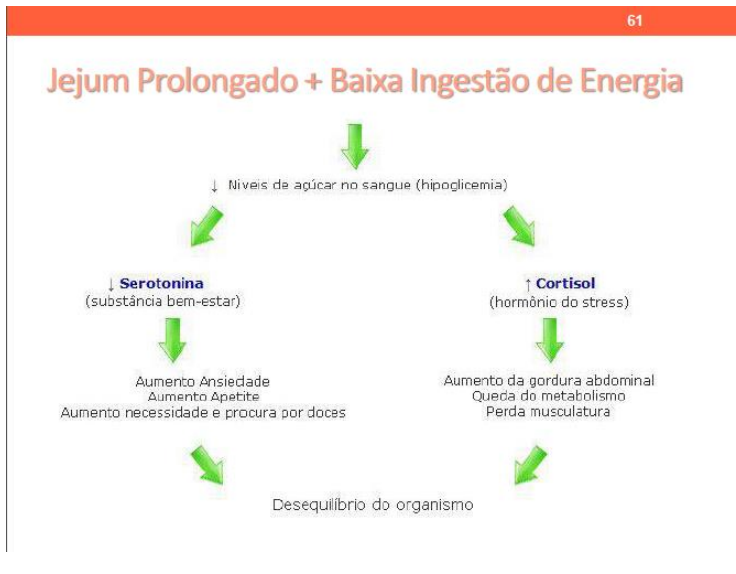 61
Jejum Prolongado + Baixa Ingestão de Energia
↓ Niveis de açúcar no sangue (hipoglicemia)
↓ Serotonina
(substância bem-estar)
↑ Cortisol
(hormônio do stress)
Aumento Ansiedade
Aumento Apetite
Aumento necessidade e procura por doces
Aumento da gordura abdominal
Queda do metabolismo
Perda musculatura
Desequilíbrio do organismo